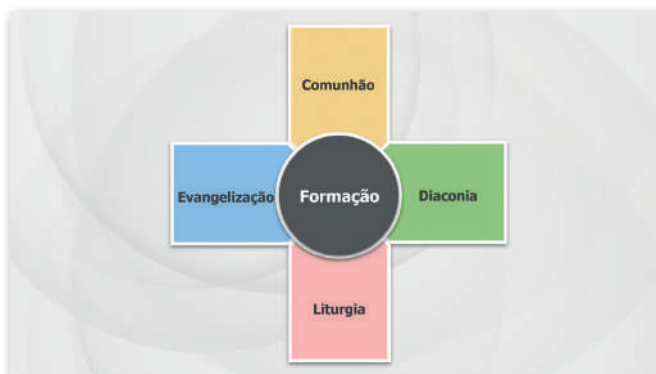 Comunhão
Evangelização
Formação
Diaconia
Liturgia